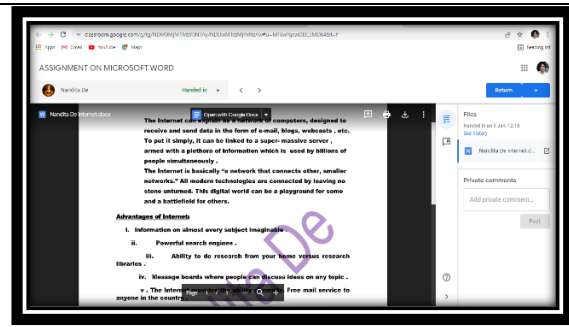 Apps Gmail YouTube Maps Reading list
ASSIGNMENT ON MICROSOFT WORD
Nandita De Handed in Return
Nandita De Internet.docx
Open with Google Docs
The Internet can explain as a network of computers, designed to
receive and send data in the form of e-mail, blogs, webcasts , etc.
To put it simply, it can be linked to a super- massive server ,
armed with a plethora of information which is used by billions of
people simultaneously .
The Internet is basically "a network that connects other, smaller
networks." All modern technologies are connected by leaving no
stone unturned. This digital world can be a playground for some
and a battlefield for others.
Advantages of Internet:
i. Information on almost every subject imaginable .
ii. Powerful search engines .
iii. Ability to do research from your home versus research
libraries .
iv. Message boards where people can discuss ideas on any topic .
v . The internet provides the ability of emails. Free mail service to
anyone in the country
Page
Files
Handed in on 9 Jan, 12:13
See history
Nandita De Internet.d...
Private comments
Add private comment...
Post